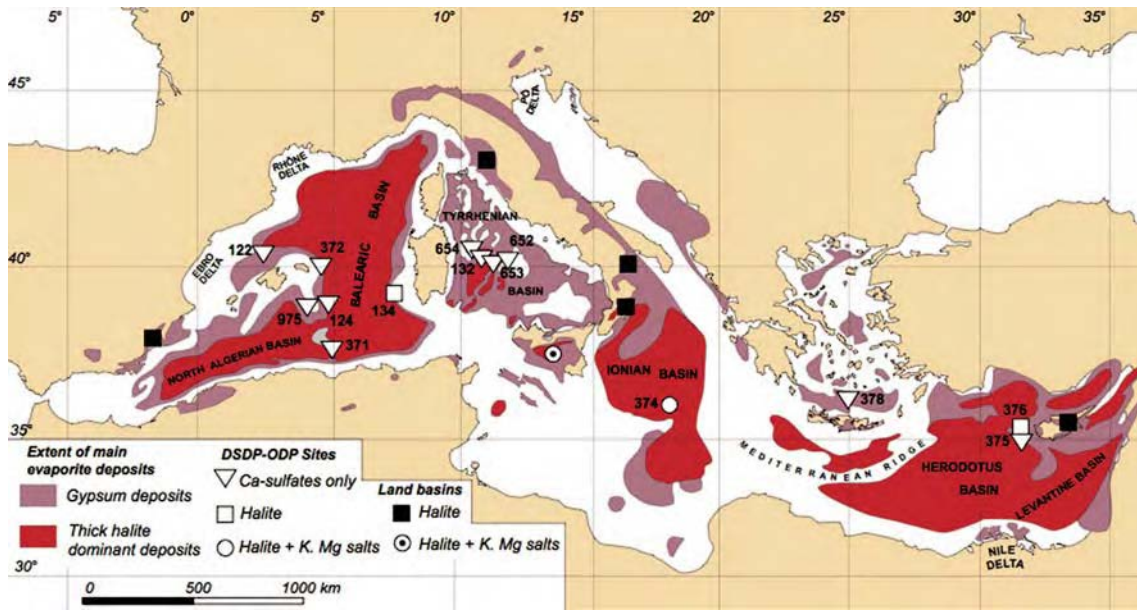 5° 0° 5° 10° 15° 20° 25° 30° 35°
45°
PÔ
DELTA
RHÔNE
DELTA
BALEARIC BASIN
TYRRHENIAN
BASIN
654
652
132
653
122
372
40°
EBRO
DELTA
975
124
134
371
NORTH ALGERIAN BASIN
IONIAN BASIN
374
378
376
375
35°
MEDITERRANEAN RIDGE
HERODOTUS
BASIN
LEVANTINE BASIN
NILE
DELTA
Extent of main
evaporite deposits
Gypsum deposits
Thick halite
dominant deposits
DSDP-ODP Sites
Ca-sulfates only
Halite
Halite + K. Mg salts
Land basins
Halite
Halite + K. Mg salts
30°
0 500 1000 km